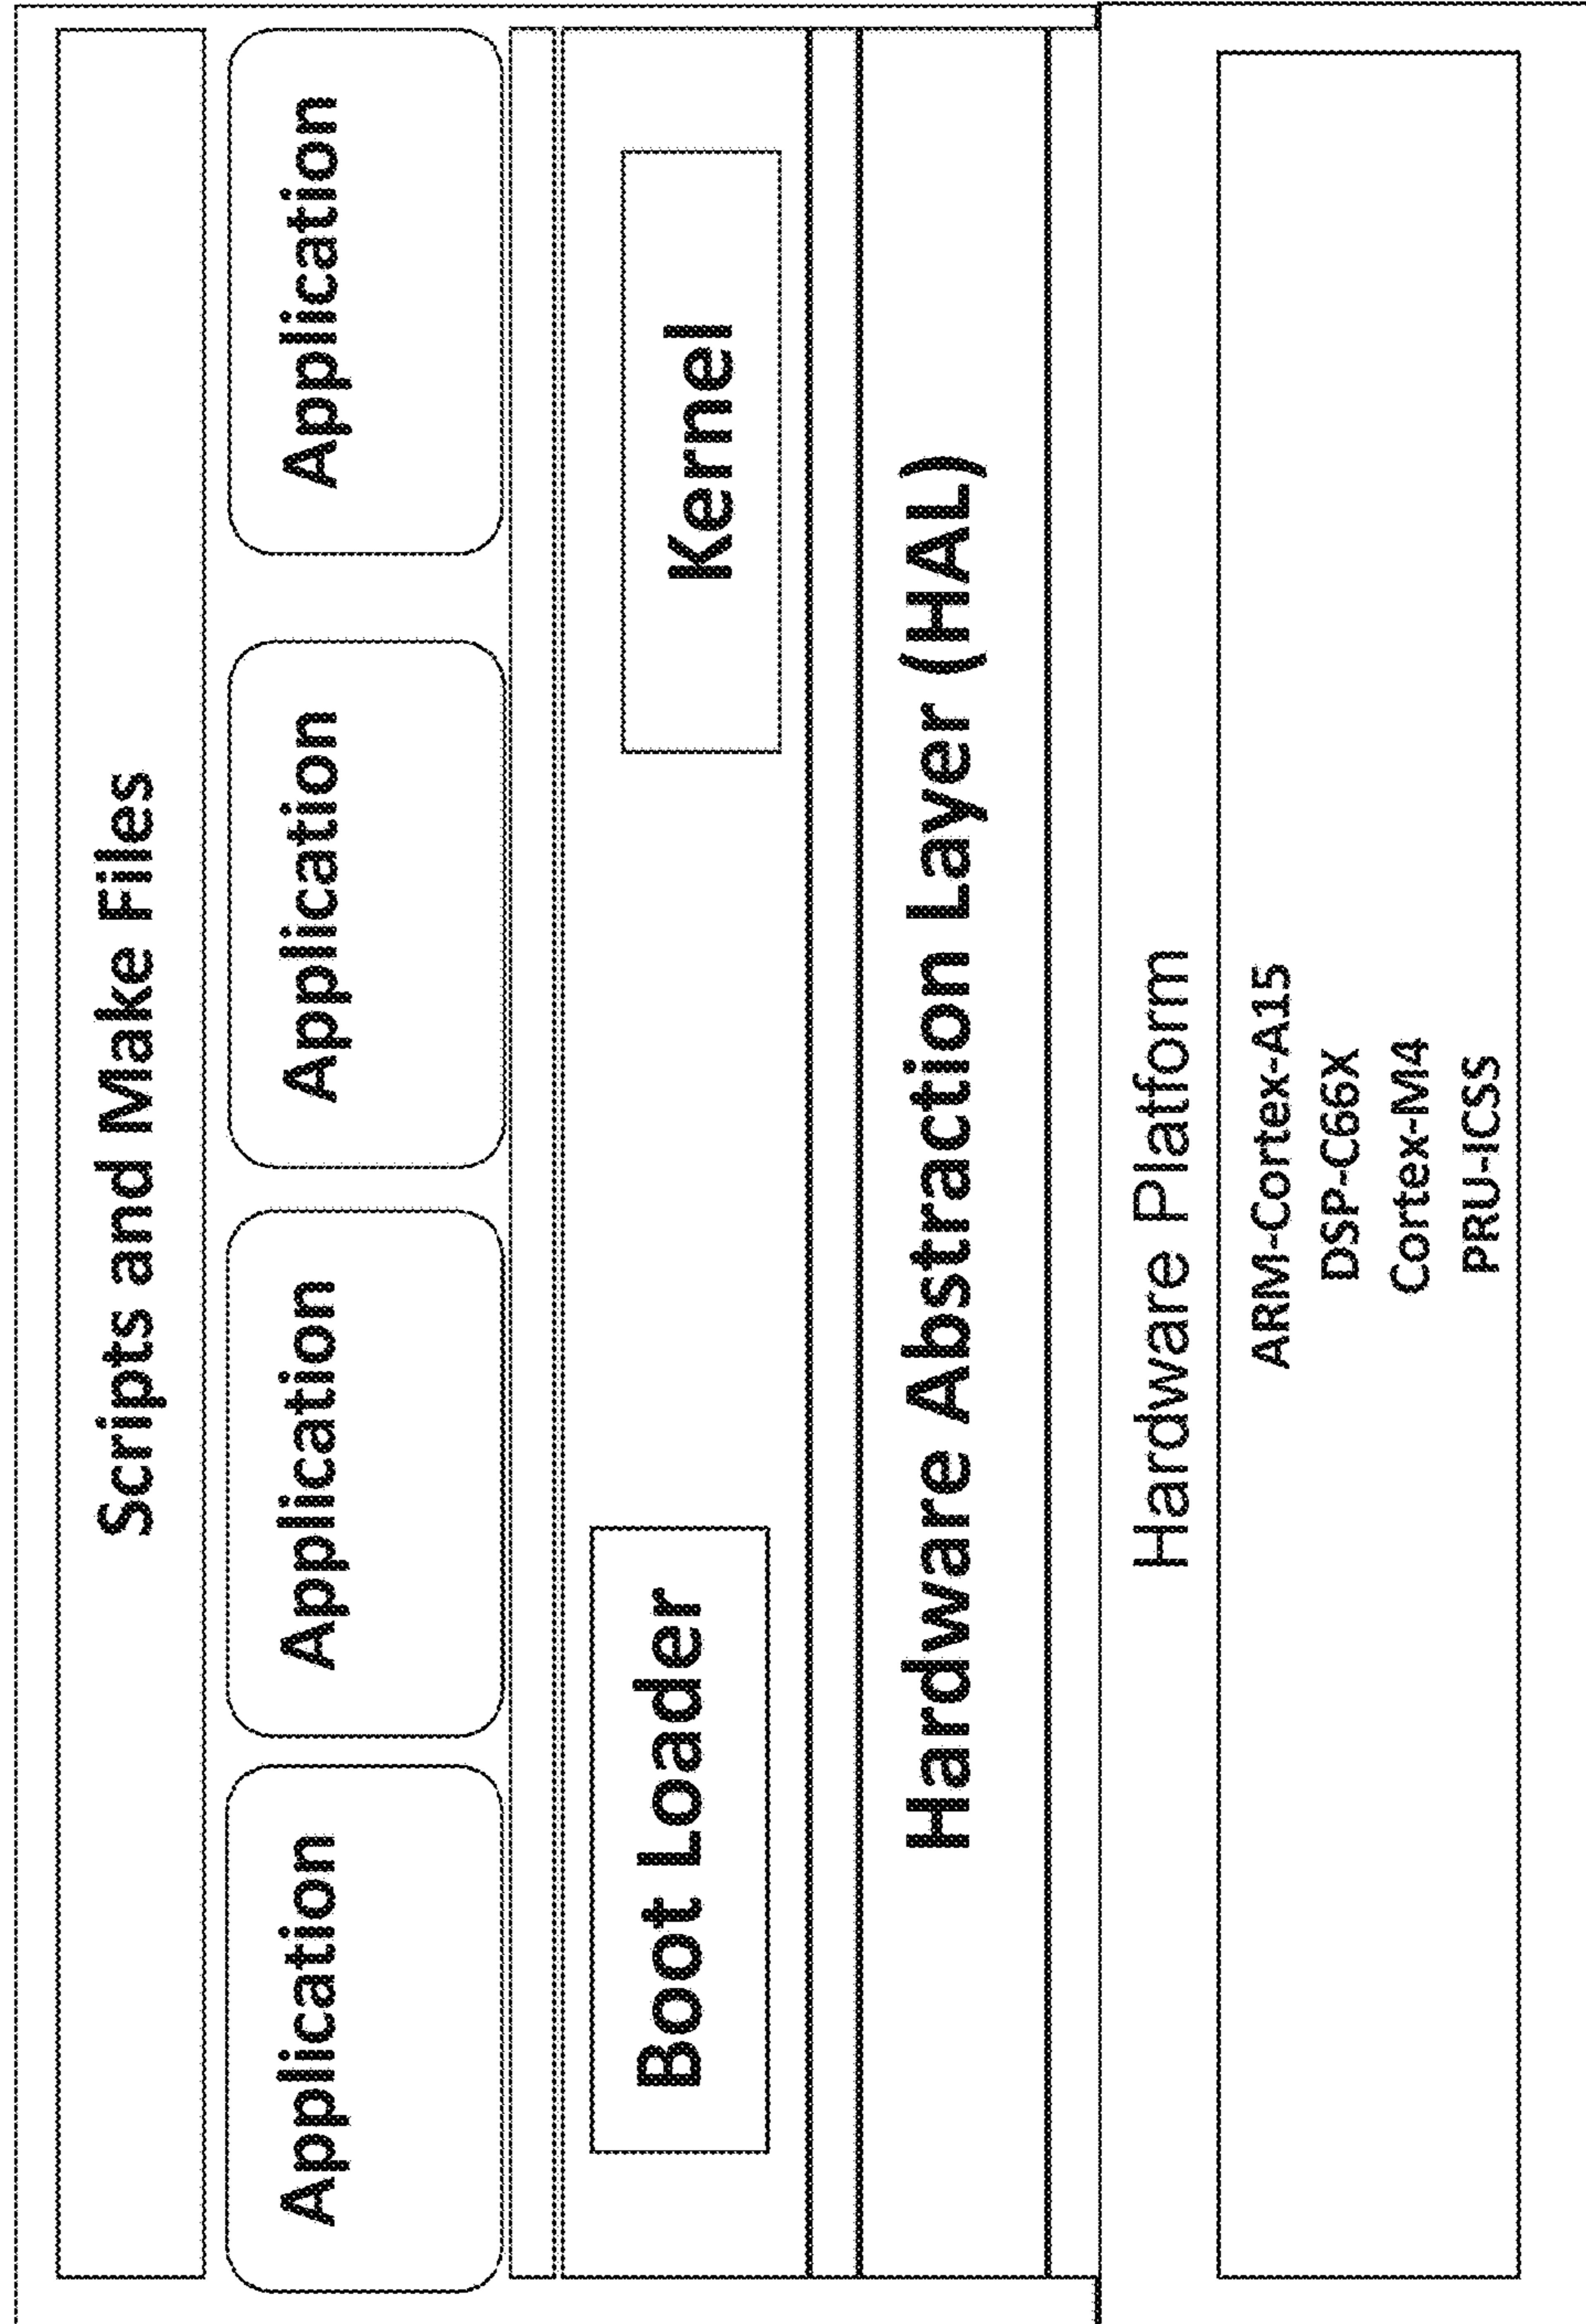 Scripts and Make Files
Application
Application
Application
Application
Boot Loader
Kernel
Hardware Abstraction Layer (HAL)
Hardware Platform
ARM-Cortex-A15
DSP-C66X
Cortex-M4
PRU-ICSS